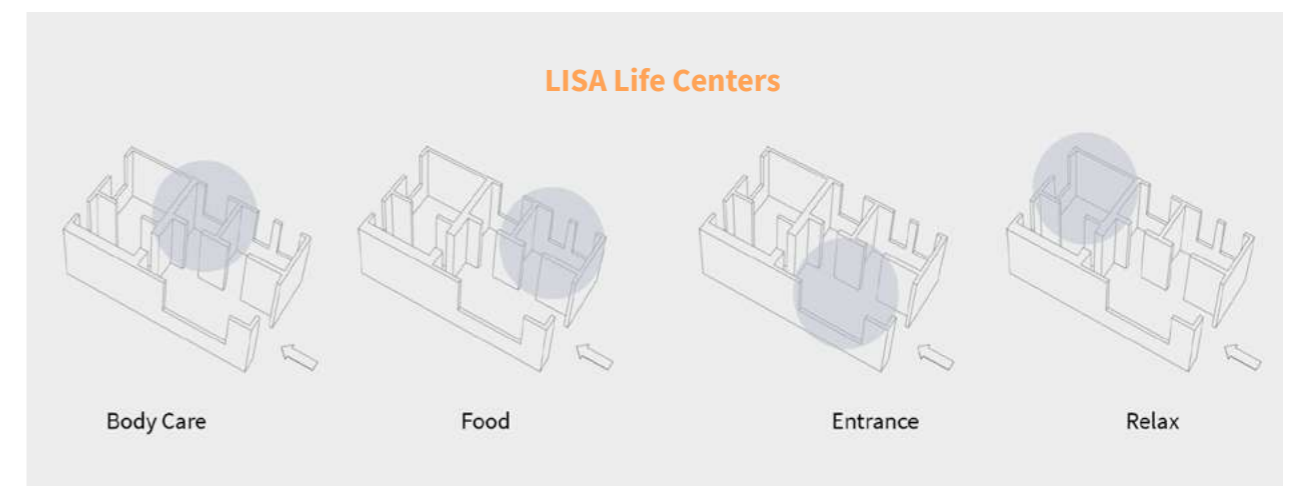 LISA Life Centers
Body Care
Food
Entrance
Relax